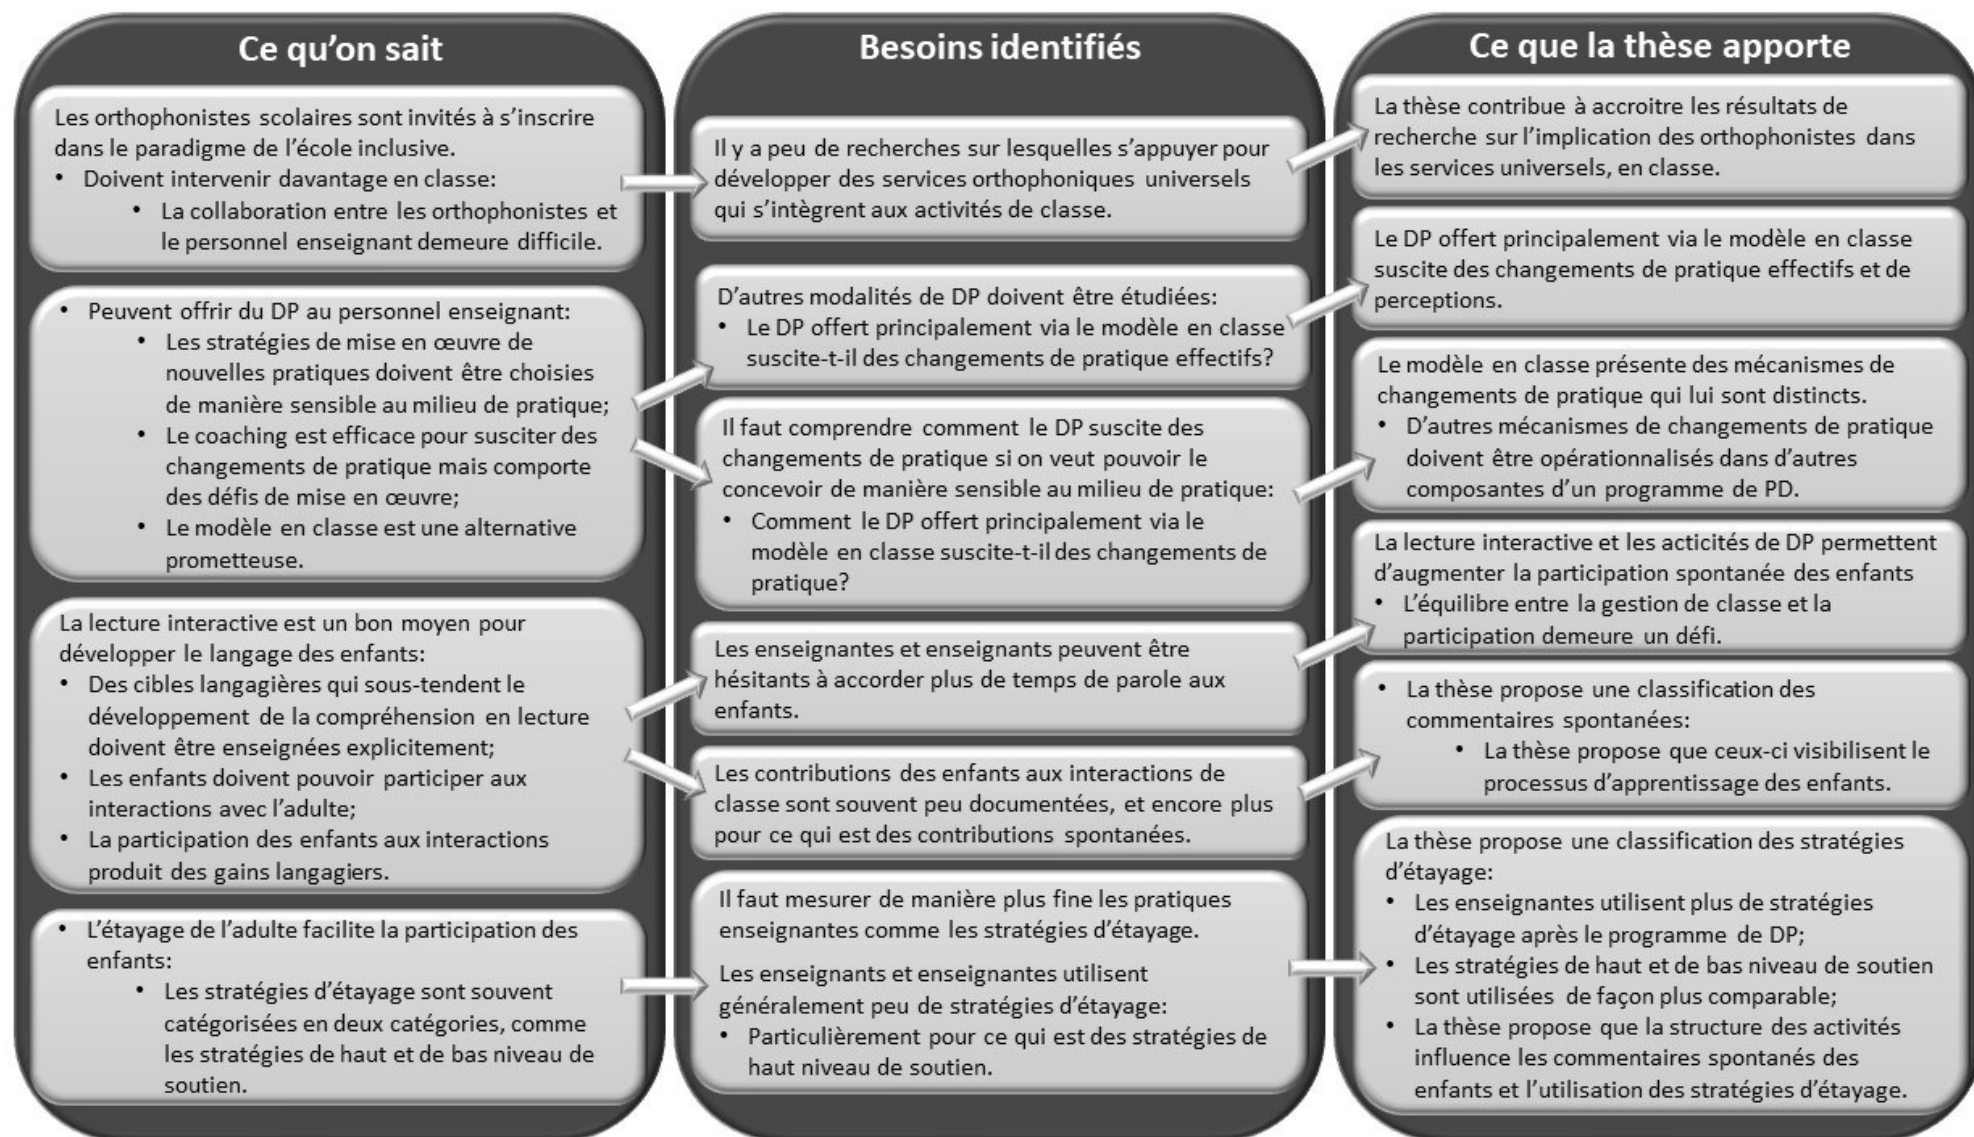 Ce qu'on sait
Les orthophonistes scolaires sont invités à s'inscrire
dans le paradigme de l'école inclusive.
• Doivent intervenir davantage en classe:
• La collaboration entre les orthophonistes et
le personnel enseignant demeure difficile.
• Peuvent offrir du DP au personnel enseignant:
• Les stratégies de mise en œuvre de
nouvelles pratiques doivent être choisies
de manière sensible au milieu de pratique;
• Le coaching est efficace pour susciter des
changements de pratique mais comporte
des défis de mise en œuvre;
• Le modèle en classe est une alternative
prometteuse.
La lecture interactive est un bon moyen pour
développer le langage des enfants:
• Des cibles langagières qui sous-tendent le
développement de la compréhension en lecture
doivent être enseignées explicitement;
• Les enfants doivent pouvoir participer aux
interactions avec l'adulte;
• La participation des enfants aux interactions
produit des gains langagiers.
• L'étayage de l'adulte facilite la participation des
enfants:
• Les stratégies d'étayage sont souvent
catégorisées en deux catégories, comme
les stratégies de haut et de bas niveau de
soutien.
Besoins identifiés
Il y a peu de recherches sur lesquelles s'appuyer pour
développer des services orthophoniques universels
qui s'intègrent aux activités de classe.
D'autres modalités de DP doivent être étudiées:
• Le DP offert principalement via le modèle en classe
suscite-t-il des changements de pratique effectifs?
Il faut comprendre comment le DP suscite des
changements de pratique si on veut pouvoir le
concevoir de manière sensible au milieu de pratique:
• Comment le DP offert principalement via le
modèle en classe suscite-t-il des changements de
pratique?
Les enseignantes et enseignants peuvent être
hésitants à accorder plus de temps de parole aux
enfants.
Les contributions des enfants aux interactions de
classe sont souvent peu documentées, et encore plus
pour ce qui est des contributions spontanées.
Il faut mesurer de manière plus fine les pratiques
enseignantes comme les stratégies d'étayage.
Les enseignants et enseignantes utilisent
généralement peu de stratégies d'étayage:
• Particulièrement pour ce qui est des stratégies de
haut niveau de soutien.
Ce que la thèse apporte
La thèse contribue à accroitre les résultats de
recherche sur l'implication des orthophonistes dans
les services universels, en classe.
Le DP offert principalement via le modèle en classe
suscite des changements de pratique effectifs et de
perceptions.
Le modèle en classe présente des mécanismes de
changements de pratique qui lui sont distincts.
• D'autres mécanismes de changements de pratique
doivent être opérationnalisés dans d'autres
composantes d'un programme de PD.
La lecture interactive et les acticités de DP permettent
d'augmenter la participation spontanée des enfants
• L'équilibre entre la gestion de classe et la
participation demeure un défi.
• La thèse propose une classification des
commentaires spontanées:
• La thèse propose que ceux-ci visibilisent le
processus d'apprentissage des enfants.
La thèse propose une classification des stratégies
d'étayage:
• Les enseignantes utilisent plus de stratégies
d'étayage après le programme de DP;
• Les stratégies de haut et de bas niveau de soutien
sont utilisées de façon plus comparable;
• La thèse propose que la structure des activités
influence les commentaires spontanés des
enfants et l'utilisation des stratégies d'étayage.